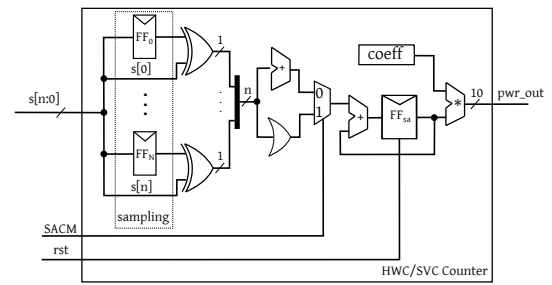 FF0
1
s[0]
coeff
+
0
1
n
10
pwr_out
*
s[n:0]
+
FFsa
FFN
1
s[n]
sampling
SACM
rst
HWC/SVC Counter